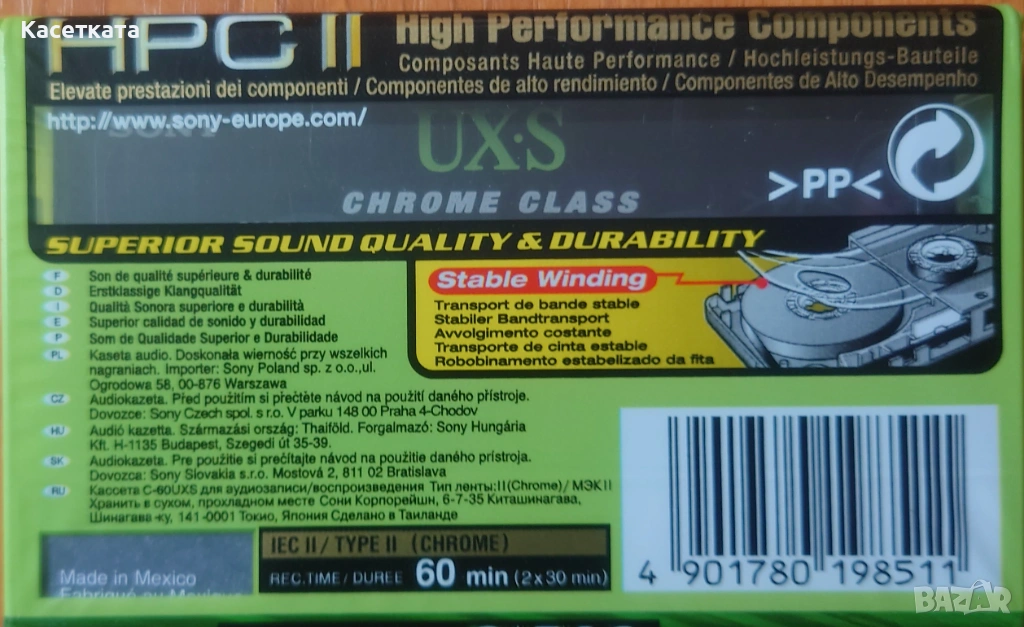 Касетката
HPC II
High Performance Components
Composants Haute Performance / Hochleistungs-Bauteile
Elevate prestazioni dei componenti / Componentes de alto rendimiento / Componentes de Alto Desempenho
http://www.sony-europe.com/
SONY
UX·S
CHROME CLASS
>PP<
SUPERIOR SOUND QUALITY & DURABILITY
F Son de qualité supérieure & durabilité
D Erstklassige Klangqualität
I Qualità Sonora superiore e durabilità
E Superior calidad de sonido y durabilidad
P Som de Qualidade Superior e Durabilidade
PL Kaseta audio. Doskonała wierność przy wszelkich
nagraniach. Importer: Sony Poland sp. z o.o.,ul.
Ogrodowa 58, 00-876 Warszawa
CZ Audiokazeta. Před použitím si přečtěte návod na použití daného přístroje.
Dovozce: Sony Czech spol. s r.o. V parku 148 00 Praha 4-Chodov
HU Audió kazetta. Származási ország: Thaiföld. Forgalmazó: Sony Hungária
Kft. H-1135 Budapest, Szegedi út 35-39.
SK Audiokazeta. Pre použitie si prečítajte návod na použitie daného prístroja.
Dovozca: Sony Slovakia s.r.o. Mostová 2, 811 02 Bratislava
RU Кассета C-60UXS для аудиозаписи/воспроизведения Тип ленты:II(Chrome)/ МЭК II
Хранить в сухом, прохладном месте Сони Корпорейшн, 6-7-35 Киташинагава,
Шинагава-ку, 141-0001 Токио, Япония Сделано в Таиланде
Stable Winding
Transport de bande stable
Stabiler Bandtransport
Avvolgimento costante
Transporte de cinta estable
Robobinamento estabelizado da fita
Made in Mexico
Fabriqué au Mexique
IEC II / TYPE II (CHROME)
REC.TIME / DUREE 60 min (2 x 30 min)
4 901780 198511
BAZAR